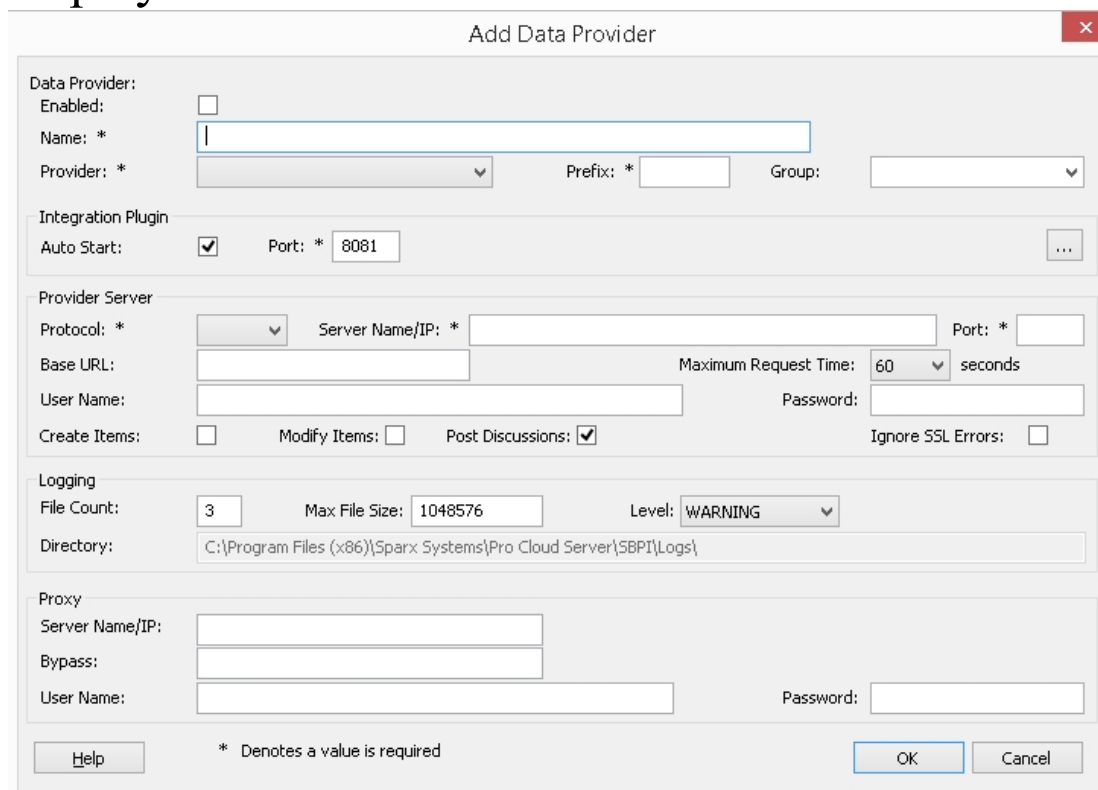 Add Data Provider
Data Provider:
Enabled:
Name: *
Provider: * Prefix: * Group:
Integration Plugin
Auto Start: Port: * 8081 ...
Provider Server
Protocol: * Server Name/IP: * Port: *
Base URL: Maximum Request Time: 60 seconds
User Name: Password:
Create Items: Modify Items: Post Discussions: Ignore SSL Errors:
Logging
File Count: 3 Max File Size: 1048576 Level: WARNING
Directory: C:\Program Files (x86)\Sparx Systems\Pro Cloud Server\SBPI\Logs\
Proxy
Server Name/IP:
Bypass:
User Name: Password:
Help * Denotes a value is required OK Cancel